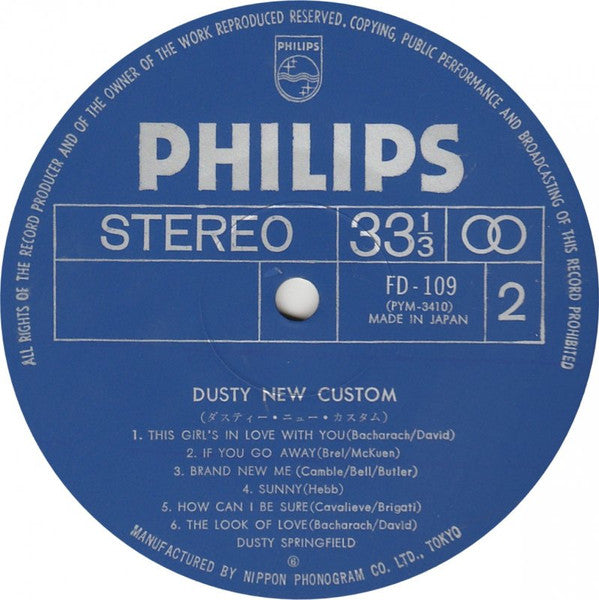 ALL RIGHTS OF THE RECORD PRODUCER AND OF THE OWNER OF THE WORK REPRODUCED RESERVED. COPYING, PUBLIC PERFORMANCE AND BROADCASTING OF THIS RECORD PROHIBITED
PHILIPS
PHILIPS
STEREO 33 1/3
FD-109
(PYM-3410)
MADE IN JAPAN
2
DUSTY NEW CUSTOM
(ダスティー・ニュー・カスタム)
1. THIS GIRL'S IN LOVE WITH YOU(Bacharach/David)
2. IF YOU GO AWAY(Brel/McKuen)
3. BRAND NEW ME (Camble/Bell/Butler)
4. SUNNY(Hebb)
5. HOW CAN I BE SURE(Cavalieve/Brigati)
6. THE LOOK OF LOVE(Bacharach/David)
DUSTY SPRINGFIELD
⑥
MANUFACTURED BY NIPPON PHONOGRAM CO. LTD., TOKYO